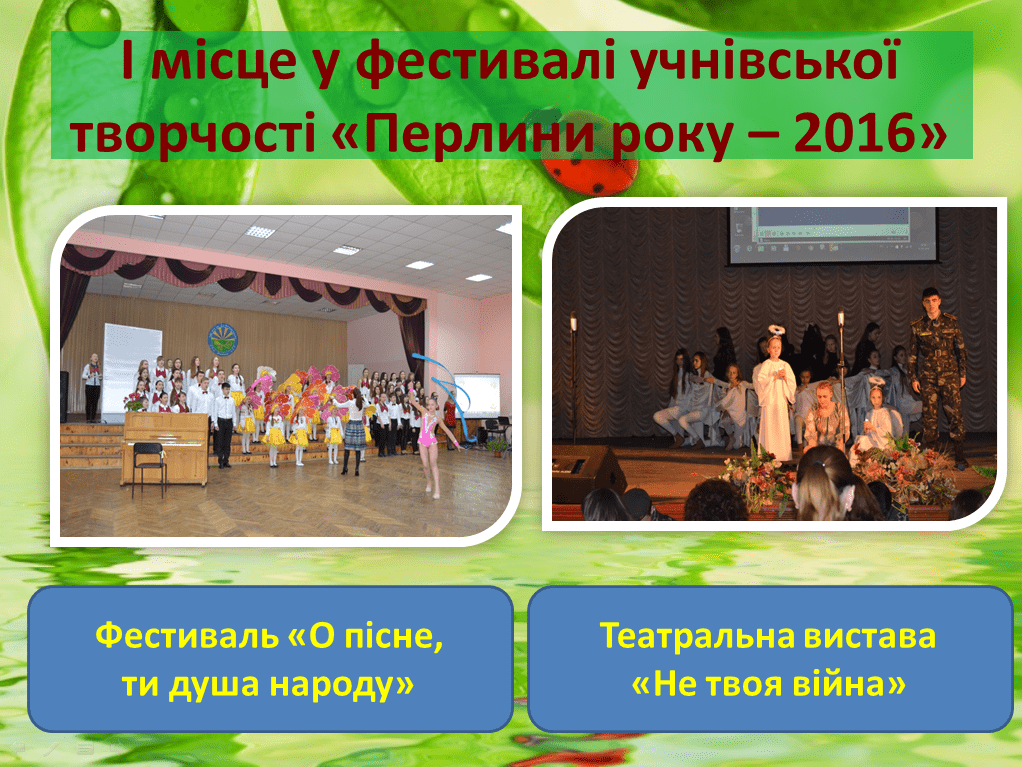 І місце у фестивалі учнівської
творчості «Перлини року – 2016»
Фестиваль «О пісне,
ти душа народу»
Театральна вистава
«Не твоя війна»